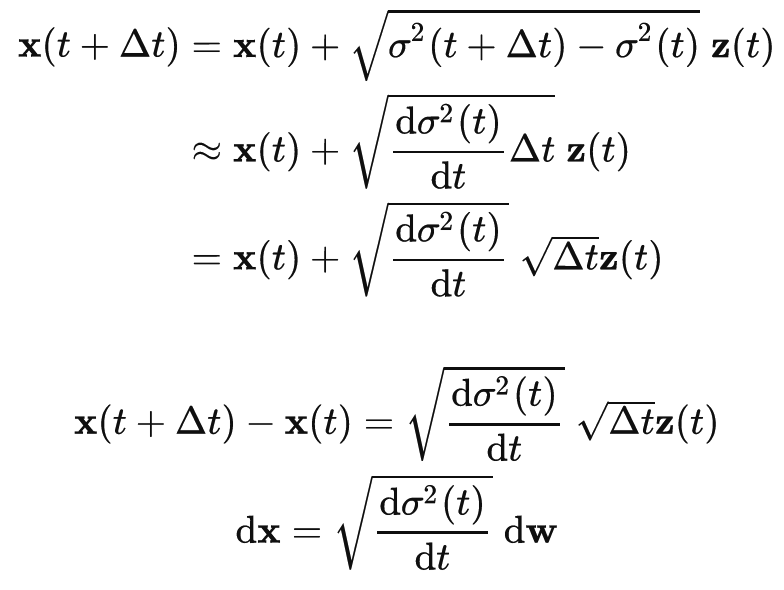 x(t + Δt) = x(t) + √(σ²(t + Δt) − σ²(t)) z(t)
≈ x(t) + √(dσ²(t)/dt Δt) z(t)
= x(t) + √(dσ²(t)/dt) √Δt z(t)
x(t + Δt) − x(t) = √(dσ²(t)/dt) √Δt z(t)
dx = √(dσ²(t)/dt) dw